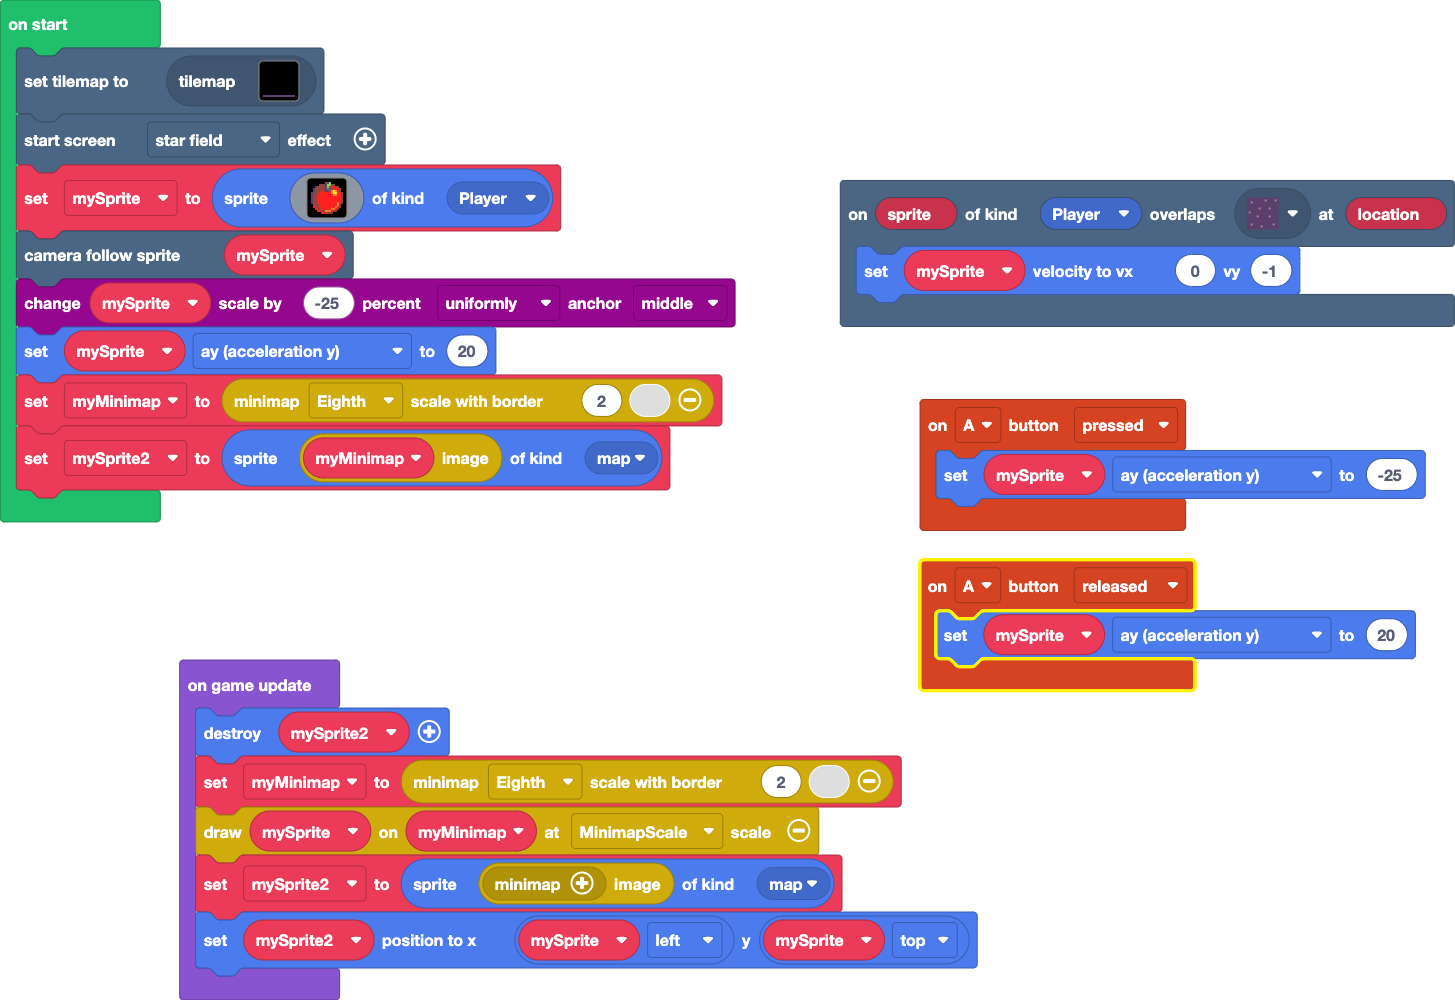 on start
set tilemap to tilemap
start screen star field effect
set mySprite to sprite of kind Player
camera follow sprite mySprite
change mySprite scale by -25 percent uniformly anchor middle
set mySprite ay (acceleration y) to 20
set myMinimap to minimap Eighth scale with border 2
set mySprite2 to sprite myMinimap image of kind map
on sprite of kind Player overlaps at location
set mySprite velocity to vx 0 vy -1
on A button pressed
set mySprite ay (acceleration y) to -25
on A button released
set mySprite ay (acceleration y) to 20
on game update
destroy mySprite2
set myMinimap to minimap Eighth scale with border 2
draw mySprite on myMinimap at MinimapScale scale
set mySprite2 to sprite minimap image of kind map
set mySprite2 position to x mySprite left y mySprite top